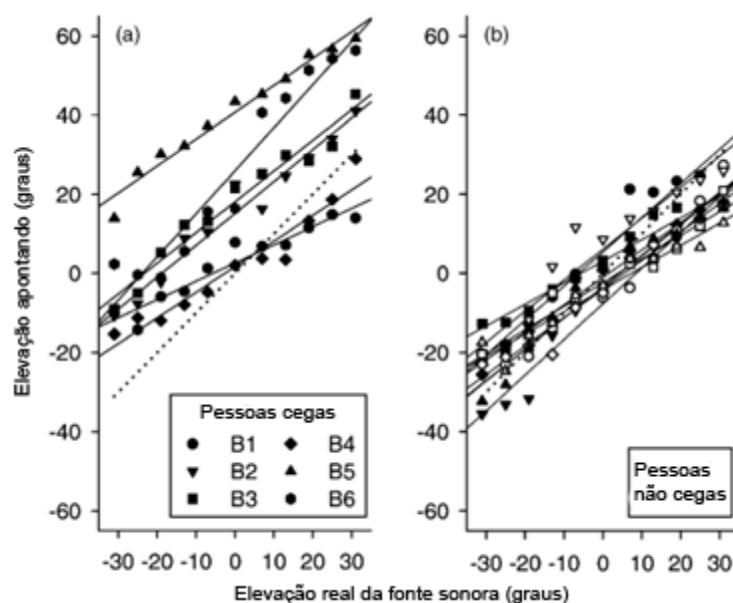 (a)
(b)
Elevação apontando (graus)
60
40
20
0
-20
-40
-60
60
40
20
0
-20
-40
-60
Pessoas cegas
B1 B4
B2 B5
B3 B6
Pessoas
não cegas
-30 -20 -10 0 10 20 30
-30 -20 -10 0 10 20 30
Elevação real da fonte sonora (graus)